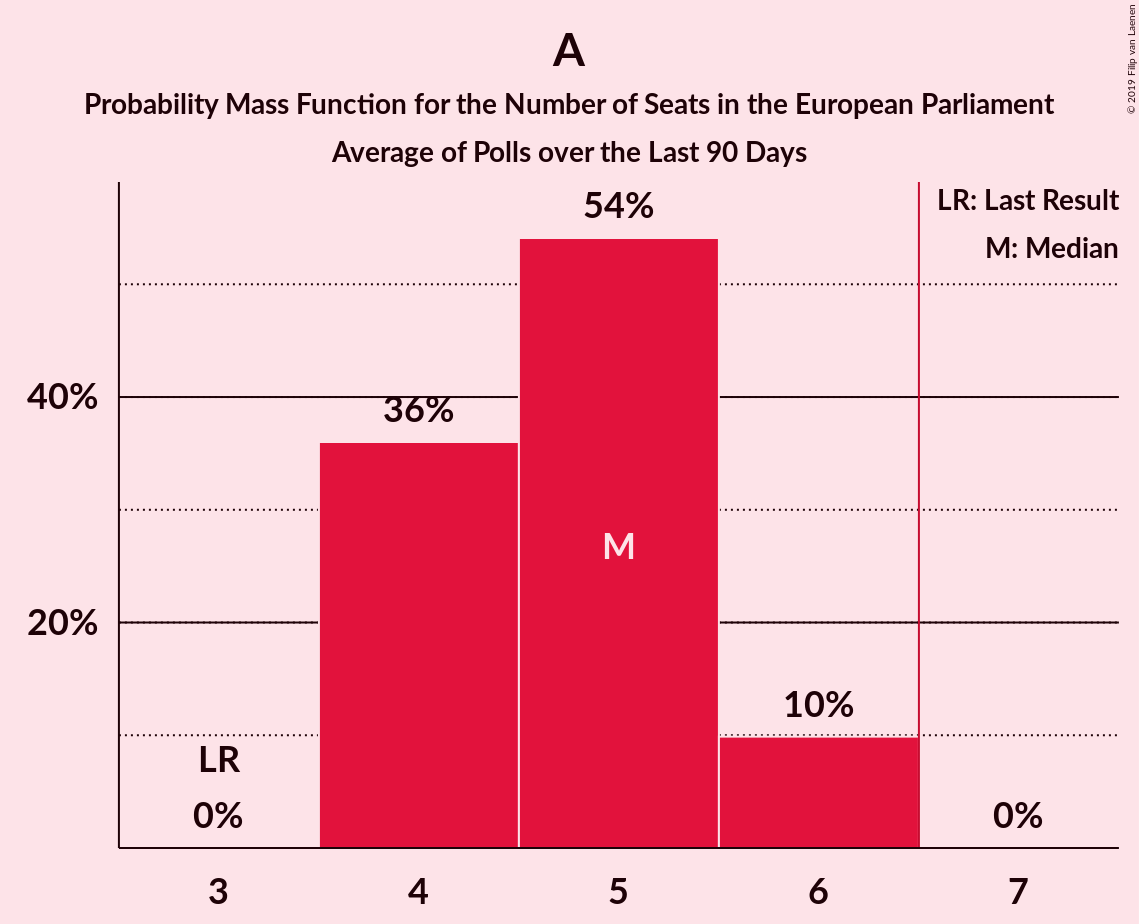 A
Probability Mass Function for the Number of Seats in the European Parliament
Average of Polls over the Last 90 Days
© 2019 Filip van Laenen
LR: Last Result
M: Median
54%
40%
36%
M
20%
10%
LR
0%
0%
3 4 5 6 7